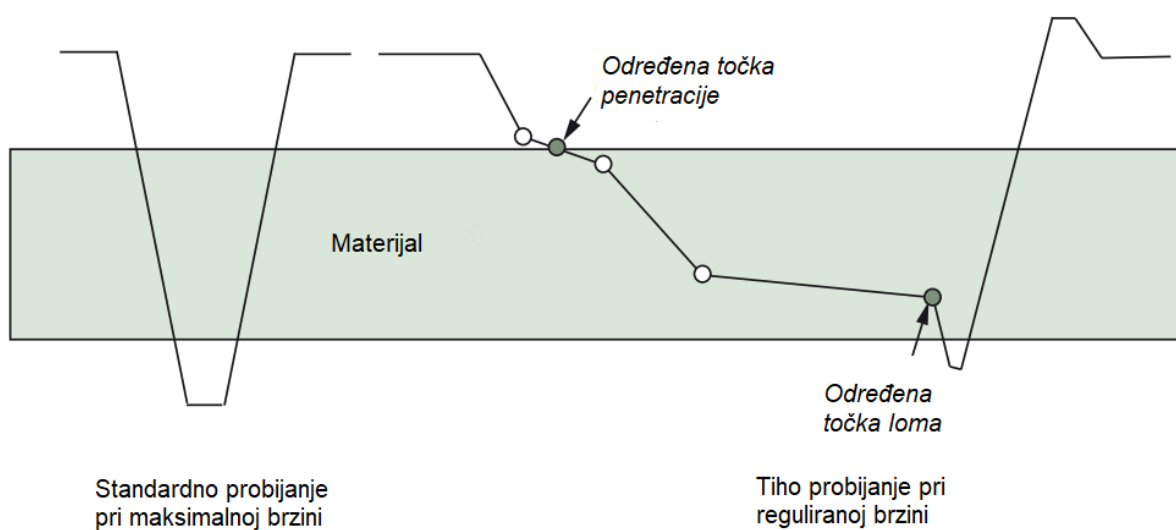 Određena točka
penetracije
Materijal
Određena
točka loma
Standardno probijanje
pri maksimalnoj brzini
Tiho probijanje pri
reguliranoj brzini